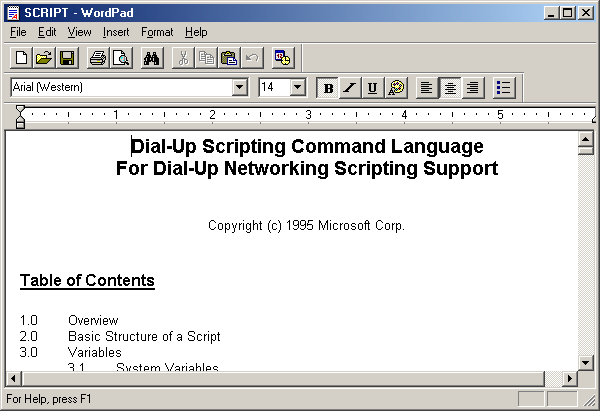 SCRIPT - WordPad
File Edit View Insert Format Help
Arial (Western) 14 B I U
1 2 3 4 5
Dial-Up Scripting Command Language
For Dial-Up Networking Scripting Support
Copyright (c) 1995 Microsoft Corp.
Table of Contents
1.0 Overview
2.0 Basic Structure of a Script
3.0 Variables
3.1 System Variables
For Help, press F1